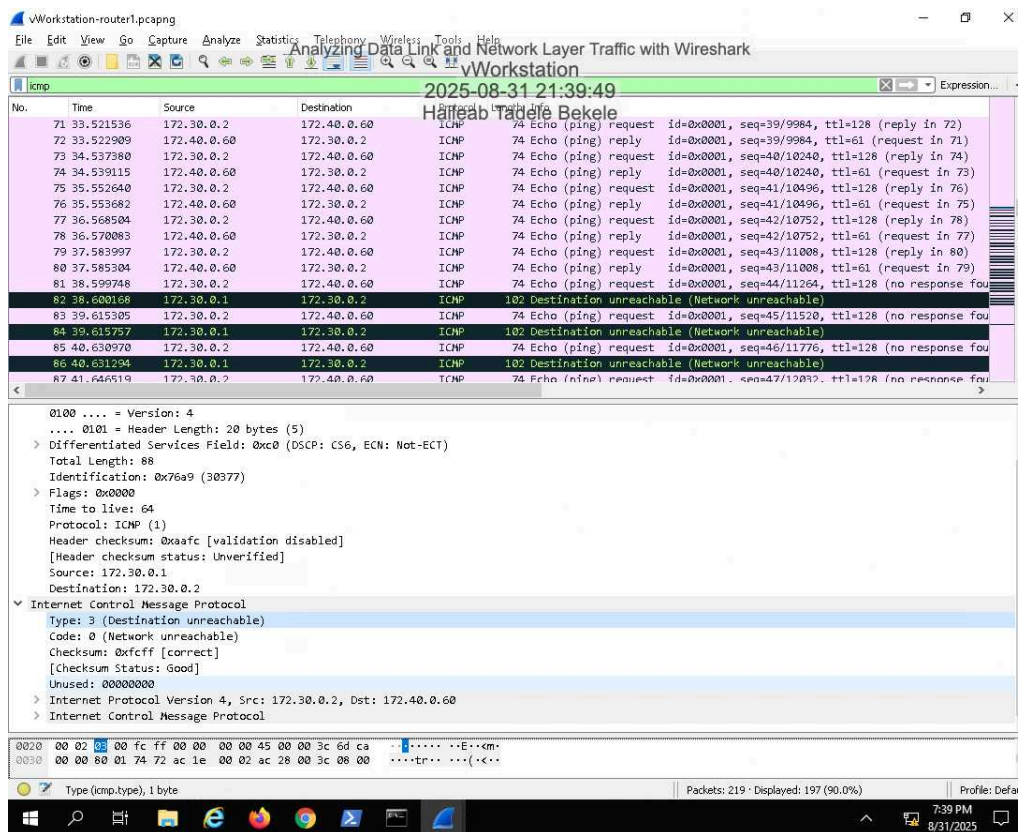 vWorkstation-router1.pcapng
File Edit View Go Capture Analyze Statistics Telephony Wireless Tools Help
Analyzing Data Link and Network Layer Traffic with Wireshark
vWorkstation
2025-08-31 21:39:49
Haileab Tadele Bekele
icmp Expression...
No. Time Source Destination Protocol Length Info
71 33.521536 172.30.0.2 172.40.0.60 ICMP 74 Echo (ping) request id=0x0001, seq=39/9984, ttl=128 (reply in 72)
72 33.522909 172.40.0.60 172.30.0.2 ICMP 74 Echo (ping) reply id=0x0001, seq=39/9984, ttl=61 (request in 71)
73 34.537380 172.30.0.2 172.40.0.60 ICMP 74 Echo (ping) request id=0x0001, seq=40/10240, ttl=128 (reply in 74)
74 34.539115 172.40.0.60 172.30.0.2 ICMP 74 Echo (ping) reply id=0x0001, seq=40/10240, ttl=61 (request in 73)
75 35.552640 172.30.0.2 172.40.0.60 ICMP 74 Echo (ping) request id=0x0001, seq=41/10496, ttl=128 (reply in 76)
76 35.553682 172.40.0.60 172.30.0.2 ICMP 74 Echo (ping) reply id=0x0001, seq=41/10496, ttl=61 (request in 75)
77 36.568504 172.30.0.2 172.40.0.60 ICMP 74 Echo (ping) request id=0x0001, seq=42/10752, ttl=128 (reply in 78)
78 36.570083 172.40.0.60 172.30.0.2 ICMP 74 Echo (ping) reply id=0x0001, seq=42/10752, ttl=61 (request in 77)
79 37.583997 172.30.0.2 172.40.0.60 ICMP 74 Echo (ping) request id=0x0001, seq=43/11008, ttl=128 (reply in 80)
80 37.585304 172.40.0.60 172.30.0.2 ICMP 74 Echo (ping) reply id=0x0001, seq=43/11008, ttl=61 (request in 79)
81 38.599748 172.30.0.2 172.40.0.60 ICMP 74 Echo (ping) request id=0x0001, seq=44/11264, ttl=128 (no response fou
82 38.600168 172.30.0.1 172.30.0.2 ICMP 102 Destination unreachable (Network unreachable)
83 39.615305 172.30.0.2 172.40.0.60 ICMP 74 Echo (ping) request id=0x0001, seq=45/11520, ttl=128 (no response fou
84 39.615757 172.30.0.1 172.30.0.2 ICMP 102 Destination unreachable (Network unreachable)
85 40.630970 172.30.0.2 172.40.0.60 ICMP 74 Echo (ping) request id=0x0001, seq=46/11776, ttl=128 (no response fou
86 40.631294 172.30.0.1 172.30.0.2 ICMP 102 Destination unreachable (Network unreachable)
87 41.646519 172.30.0.2 172.40.0.60 ICMP 74 Echo (ping) request id=0x0001, seq=47/12032, ttl=128 (no response fou
0100 .... = Version: 4
.... 0101 = Header Length: 20 bytes (5)
> Differentiated Services Field: 0xc0 (DSCP: CS6, ECN: Not-ECT)
Total Length: 88
Identification: 0x76a9 (30377)
> Flags: 0x0000
Time to live: 64
Protocol: ICMP (1)
Header checksum: 0xaafc [validation disabled]
[Header checksum status: Unverified]
Source: 172.30.0.1
Destination: 172.30.0.2
Internet Control Message Protocol
Type: 3 (Destination unreachable)
Code: 0 (Network unreachable)
Checksum: 0xfcff [correct]
[Checksum Status: Good]
Unused: 00000000
> Internet Protocol Version 4, Src: 172.30.0.2, Dst: 172.40.0.60
> Internet Control Message Protocol
0020 00 02 03 00 fc ff 00 00 00 00 45 00 00 3c 6d ca ··········E··<m·
0030 00 00 80 01 74 72 ac 1e 00 02 ac 28 00 3c 08 00 ····tr·····(·<··
Type (icmp.type), 1 byte Packets: 219 · Displayed: 197 (90.0%) Profile: Defau
7:39 PM
8/31/2025